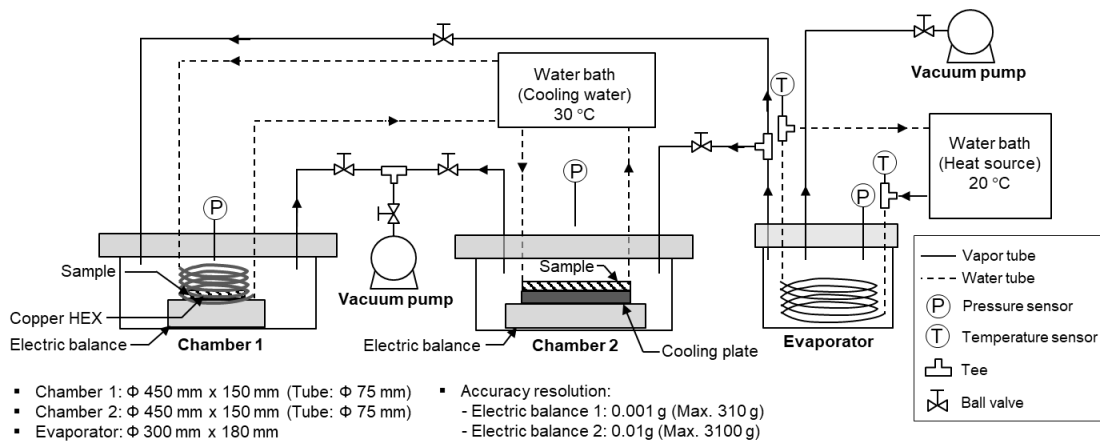 Vacuum pump
Water bath
(Cooling water)
30 °C
T
Water bath
(Heat source)
20 °C
T
P
P
P
Sample
Copper HEX
Electric balance
Chamber 1
Vacuum pump
Sample
Electric balance
Chamber 2
Cooling plate
Evaporator
Vapor tube
Water tube
P Pressure sensor
T Temperature sensor
Tee
Ball valve
▪ Chamber 1: Φ 450 mm x 150 mm (Tube: Φ 75 mm)
▪ Chamber 2: Φ 450 mm x 150 mm (Tube: Φ 75 mm)
▪ Evaporator: Φ 300 mm x 180 mm
▪ Accuracy resolution:
- Electric balance 1: 0.001 g (Max. 310 g)
- Electric balance 2: 0.01g (Max. 3100 g)